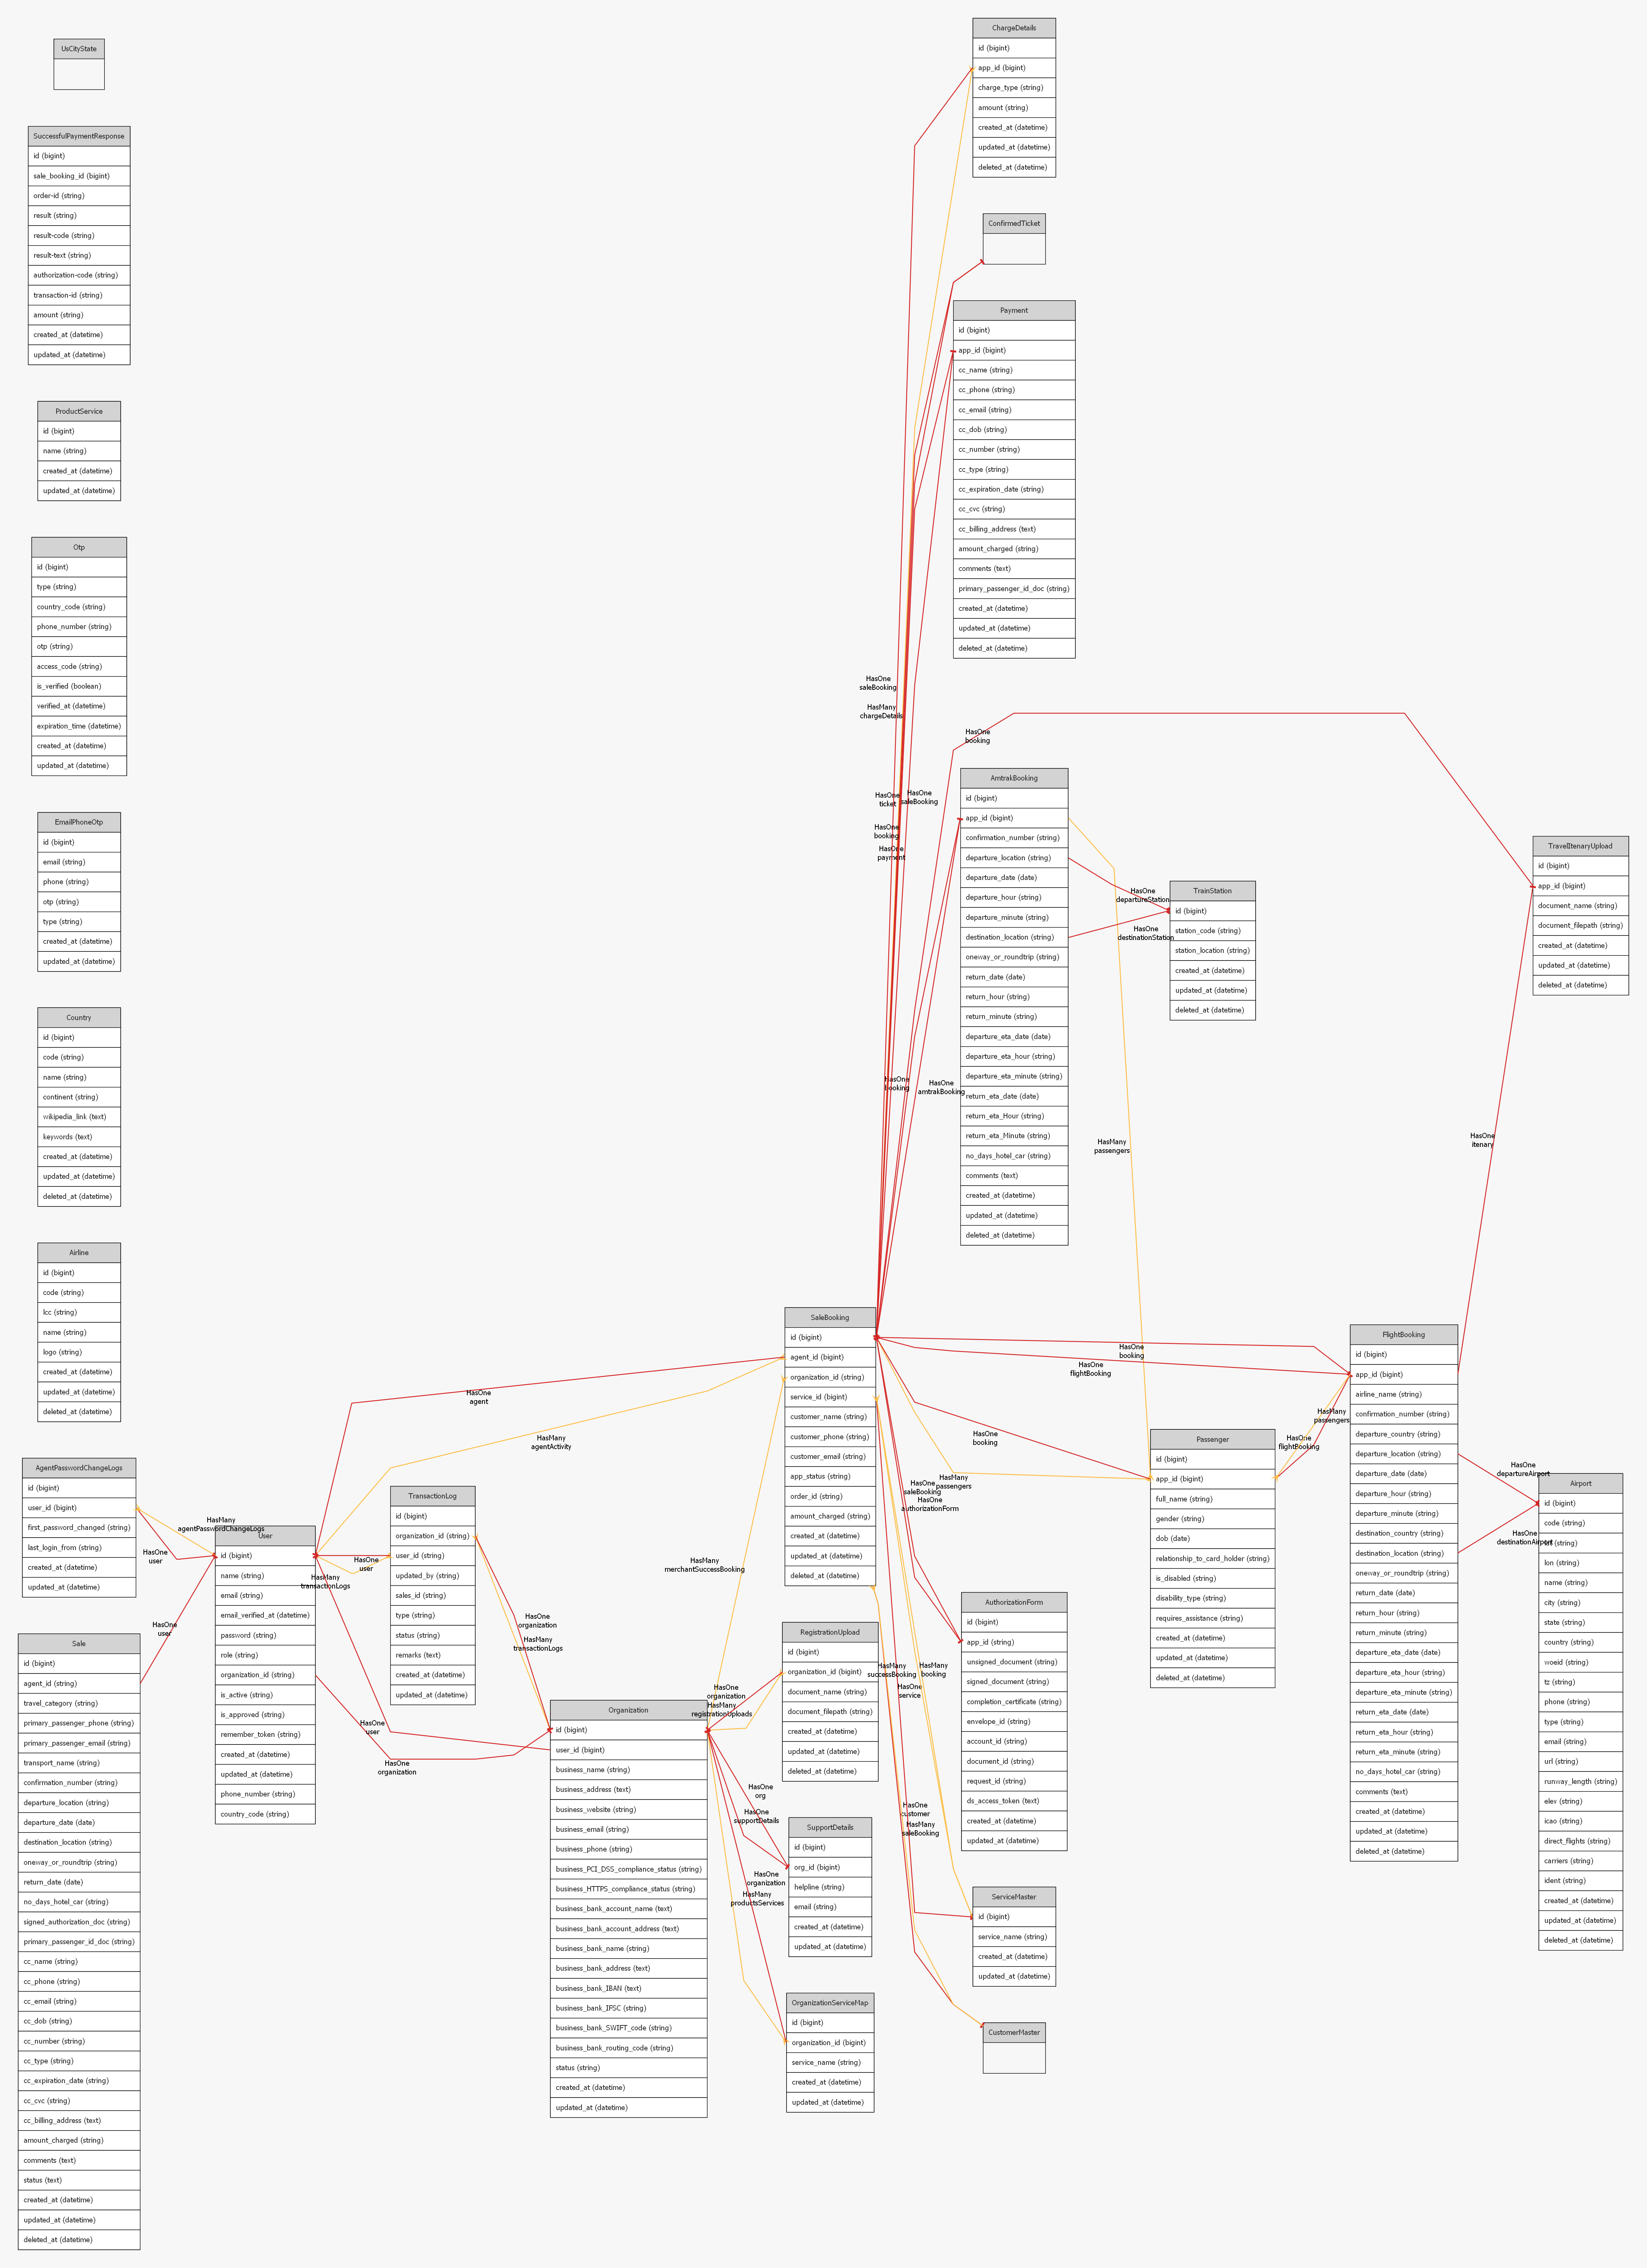 UsCityState
SuccessfulPaymentResponse
id (bigint)
sale_booking_id (bigint)
order-id (string)
result (string)
result-code (string)
result-text (string)
authorization-code (string)
transaction-id (string)
amount (string)
created_at (datetime)
updated_at (datetime)
ProductService
id (bigint)
name (string)
created_at (datetime)
updated_at (datetime)
Otp
id (bigint)
type (string)
country_code (string)
phone_number (string)
otp (string)
access_code (string)
is_verified (boolean)
verified_at (datetime)
expiration_time (datetime)
created_at (datetime)
updated_at (datetime)
EmailPhoneOtp
id (bigint)
email (string)
phone (string)
otp (string)
type (string)
created_at (datetime)
updated_at (datetime)
Country
id (bigint)
code (string)
name (string)
continent (string)
wikipedia_link (text)
keywords (text)
created_at (datetime)
updated_at (datetime)
deleted_at (datetime)
Airline
id (bigint)
code (string)
lcc (string)
name (string)
logo (string)
created_at (datetime)
updated_at (datetime)
deleted_at (datetime)
AgentPasswordChangeLogs
id (bigint)
user_id (bigint)
first_password_changed (string)
last_login_from (string)
created_at (datetime)
updated_at (datetime)
Sale
id (bigint)
agent_id (string)
travel_category (string)
primary_passenger_phone (string)
primary_passenger_email (string)
transport_name (string)
confirmation_number (string)
departure_location (string)
departure_date (date)
destination_location (string)
oneway_or_roundtrip (string)
return_date (date)
no_days_hotel_car (string)
signed_authorization_doc (string)
primary_passenger_id_doc (string)
cc_name (string)
cc_phone (string)
cc_email (string)
cc_dob (string)
cc_number (string)
cc_type (string)
cc_expiration_date (string)
cc_cvc (string)
cc_billing_address (text)
amount_charged (string)
comments (text)
status (text)
created_at (datetime)
updated_at (datetime)
deleted_at (datetime)
HasMany
agentPasswordChangeLogs
HasOne
user
HasOne
user
User
id (bigint)
name (string)
email (string)
email_verified_at (datetime)
password (string)
role (string)
organization_id (string)
is_active (string)
is_approved (string)
remember_token (string)
created_at (datetime)
updated_at (datetime)
phone_number (string)
country_code (string)
HasOne
agent
HasMany
agentActivity
HasOne
user
HasMany
transactionLogs
HasOne
user
HasOne
organization
TransactionLog
id (bigint)
organization_id (string)
user_id (string)
updated_by (string)
sales_id (string)
type (string)
status (string)
remarks (text)
created_at (datetime)
updated_at (datetime)
HasOne
organization
HasMany
transactionLogs
Organization
id (bigint)
user_id (bigint)
business_name (string)
business_address (text)
business_website (string)
business_email (string)
business_phone (string)
business_PCI_DSS_compliance_status (string)
business_HTTPS_compliance_status (string)
business_bank_account_name (text)
business_bank_account_address (text)
business_bank_name (string)
business_bank_address (text)
business_bank_IBAN (text)
business_bank_IFSC (string)
business_bank_SWIFT_code (string)
business_bank_routing_code (string)
status (string)
created_at (datetime)
updated_at (datetime)
HasMany
merchantSuccessBooking
HasOne
organization
HasMany
registrationUploads
HasOne
org
HasOne
supportDetails
HasOne
organization
HasMany
productsServices
SaleBooking
id (bigint)
agent_id (bigint)
organization_id (string)
service_id (bigint)
customer_name (string)
customer_phone (string)
customer_email (string)
app_status (string)
order_id (string)
amount_charged (string)
created_at (datetime)
updated_at (datetime)
deleted_at (datetime)
RegistrationUpload
id (bigint)
organization_id (bigint)
document_name (string)
document_filepath (string)
created_at (datetime)
updated_at (datetime)
deleted_at (datetime)
SupportDetails
id (bigint)
org_id (bigint)
helpline (string)
email (string)
created_at (datetime)
updated_at (datetime)
OrganizationServiceMap
id (bigint)
organization_id (bigint)
service_name (string)
created_at (datetime)
updated_at (datetime)
HasOne
saleBooking
HasMany
chargeDetails
HasOne
ticket
HasOne
saleBooking
HasOne
booking
HasOne
payment
HasOne
booking
HasOne
booking
HasOne
amtrakBooking
HasOne
booking
HasOne
flightBooking
HasOne
booking
HasMany
passengers
HasOne
saleBooking
HasOne
authorizationForm
HasMany
successBooking
HasMany
booking
HasOne
service
HasOne
customer
HasMany
saleBooking
ChargeDetails
id (bigint)
app_id (bigint)
charge_type (string)
amount (string)
created_at (datetime)
updated_at (datetime)
deleted_at (datetime)
ConfirmedTicket
Payment
id (bigint)
app_id (bigint)
cc_name (string)
cc_phone (string)
cc_email (string)
cc_dob (string)
cc_number (string)
cc_type (string)
cc_expiration_date (string)
cc_cvc (string)
cc_billing_address (text)
amount_charged (string)
comments (text)
primary_passenger_id_doc (string)
created_at (datetime)
updated_at (datetime)
deleted_at (datetime)
AmtrakBooking
id (bigint)
app_id (bigint)
confirmation_number (string)
departure_location (string)
departure_date (date)
departure_hour (string)
departure_minute (string)
destination_location (string)
oneway_or_roundtrip (string)
return_date (date)
return_hour (string)
return_minute (string)
departure_eta_date (date)
departure_eta_hour (string)
departure_eta_minute (string)
return_eta_date (date)
return_eta_Hour (string)
return_eta_Minute (string)
no_days_hotel_car (string)
comments (text)
created_at (datetime)
updated_at (datetime)
deleted_at (datetime)
AuthorizationForm
id (bigint)
app_id (string)
unsigned_document (string)
signed_document (string)
completion_certificate (string)
envelope_id (string)
account_id (string)
document_id (string)
request_id (string)
ds_access_token (text)
created_at (datetime)
updated_at (datetime)
ServiceMaster
id (bigint)
service_name (string)
created_at (datetime)
updated_at (datetime)
CustomerMaster
HasOne
departureStation
HasOne
destinationStation
HasMany
passengers
TrainStation
id (bigint)
station_code (string)
station_location (string)
created_at (datetime)
updated_at (datetime)
deleted_at (datetime)
Passenger
id (bigint)
app_id (bigint)
full_name (string)
gender (string)
dob (date)
relationship_to_card_holder (string)
is_disabled (string)
disability_type (string)
requires_assistance (string)
created_at (datetime)
updated_at (datetime)
deleted_at (datetime)
HasMany
passengers
HasOne
flightBooking
FlightBooking
id (bigint)
app_id (bigint)
airline_name (string)
confirmation_number (string)
departure_country (string)
departure_location (string)
departure_date (date)
departure_hour (string)
departure_minute (string)
destination_country (string)
destination_location (string)
oneway_or_roundtrip (string)
return_date (date)
return_hour (string)
return_minute (string)
departure_eta_date (date)
departure_eta_hour (string)
departure_eta_minute (string)
return_eta_date (date)
return_eta_hour (string)
return_eta_minute (string)
no_days_hotel_car (string)
comments (text)
created_at (datetime)
updated_at (datetime)
deleted_at (datetime)
HasOne
itenary
HasOne
departureAirport
HasOne
destinationAirport
TravelItenaryUpload
id (bigint)
app_id (bigint)
document_name (string)
document_filepath (string)
created_at (datetime)
updated_at (datetime)
deleted_at (datetime)
Airport
id (bigint)
code (string)
(string)
lon (string)
name (string)
city (string)
state (string)
country (string)
woeid (string)
tz (string)
phone (string)
type (string)
email (string)
url (string)
runway_length (string)
elev (string)
icao (string)
direct_flights (string)
carriers (string)
ident (string)
created_at (datetime)
updated_at (datetime)
deleted_at (datetime)